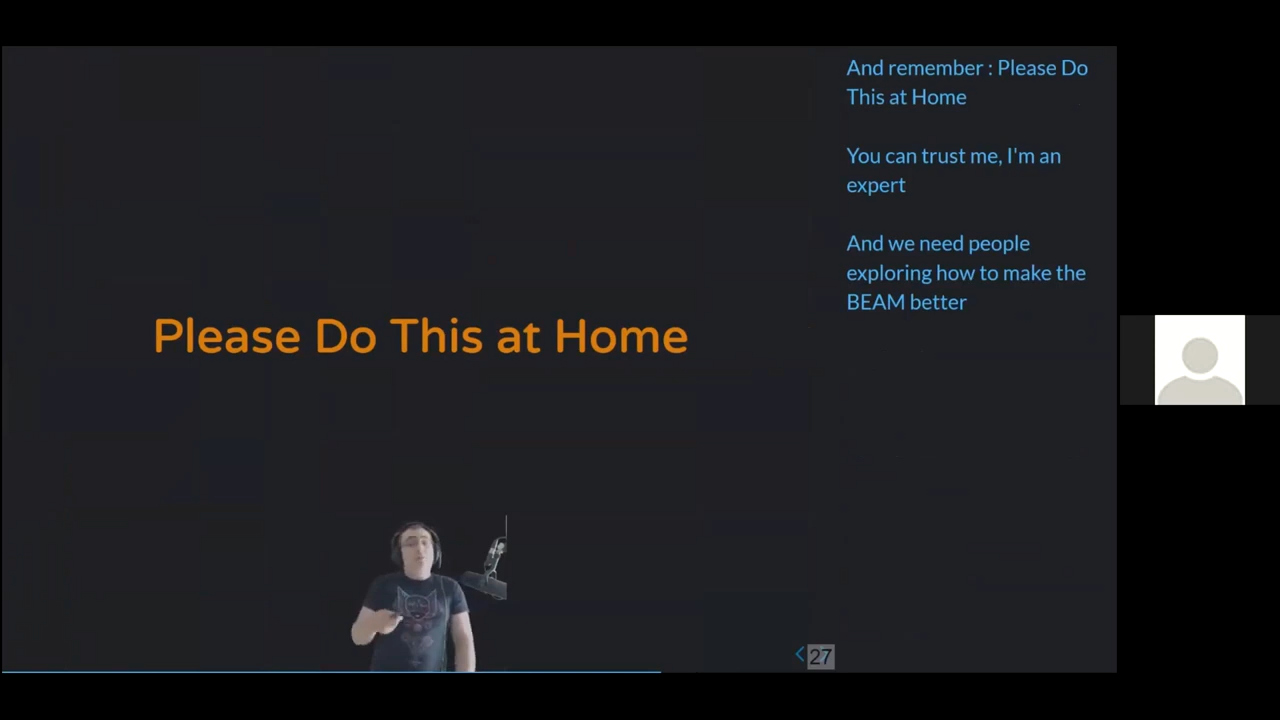 And remember : Please Do
This at Home
You can trust me, I'm an
expert
And we need people
exploring how to make the
BEAM better
Please Do This at Home
27